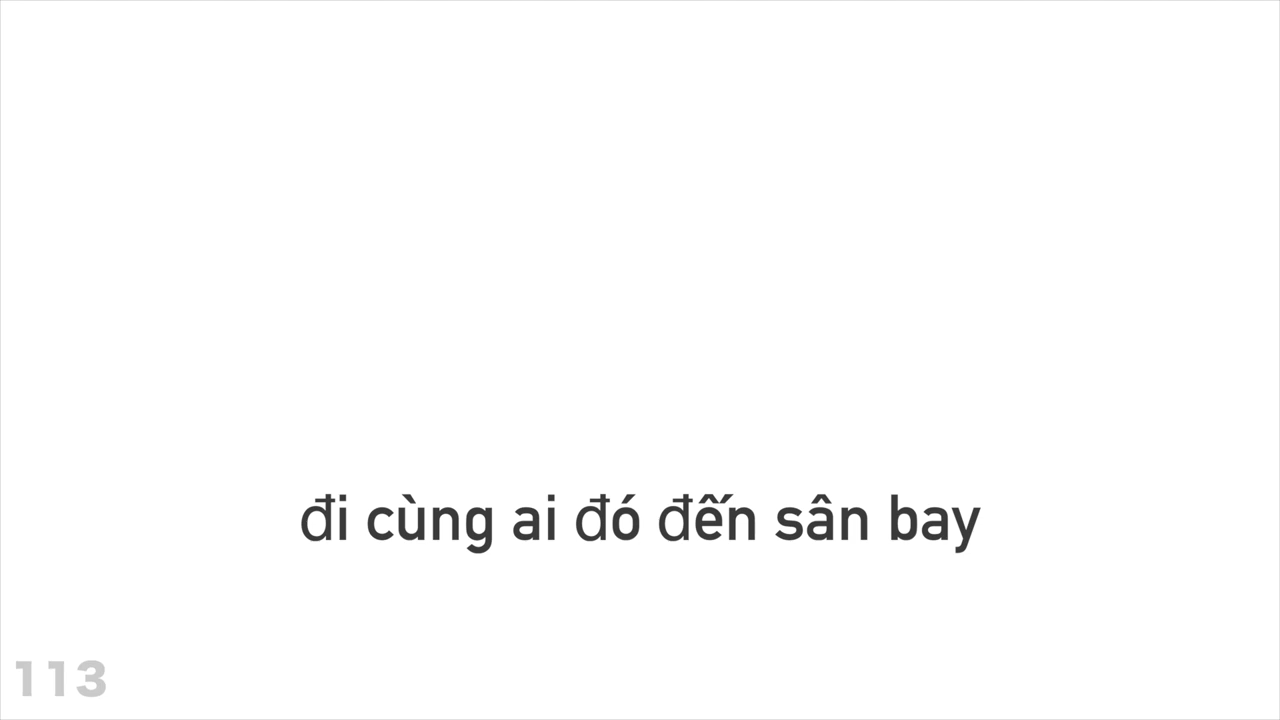 đi cùng ai đó đến sân bay
113